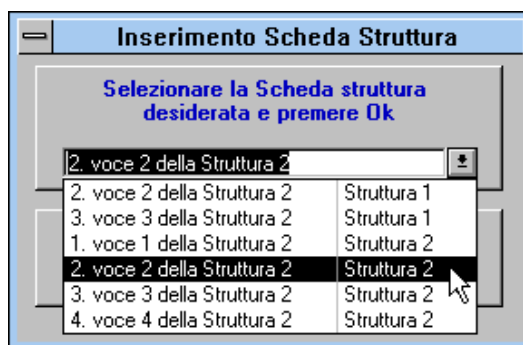 Inserimento Scheda Struttura
Selezionare la Scheda struttura
desiderata e premere Ok
2. voce 2 della Struttura 2
2. voce 2 della Struttura 2 Struttura 1
3. voce 3 della Struttura 2 Struttura 1
1. voce 1 della Struttura 2 Struttura 2
2. voce 2 della Struttura 2 Struttura 2
3. voce 3 della Struttura 2 Struttura 2
4. voce 4 della Struttura 2 Struttura 2